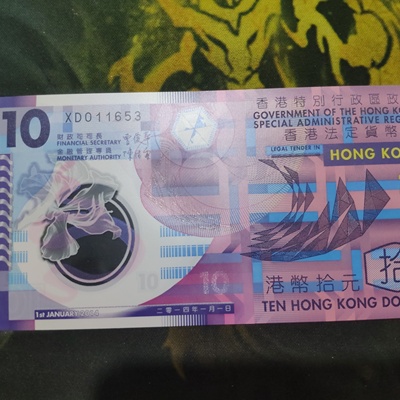 10
XD011653
財政司司長
FINANCIAL SECRETARY
金融管理專員
MONETARY AUTHORITY
香港特別行政區政
GOVERNMENT OF THE HONG KO
SPECIAL ADMINISTRATIVE REG
香港法定貨幣
LEGAL TENDER IN
HONG KO
10
10
港幣拾元
拾
1st JANUARY
二零一四年一月一日
TEN HONG KONG DO